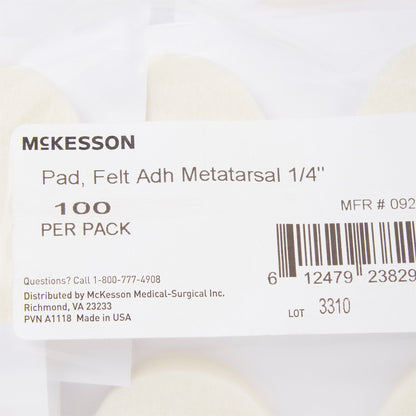 McKESSON
Pad, Felt Adh Metatarsal 1/4"
100
PER PACK
MFR # 092
6 12479 23829
Questions? Call 1-800-777-4908
Distributed by McKesson Medical-Surgical Inc.
Richmond, VA 23233
PVN A1118 Made in USA
LOT 3310